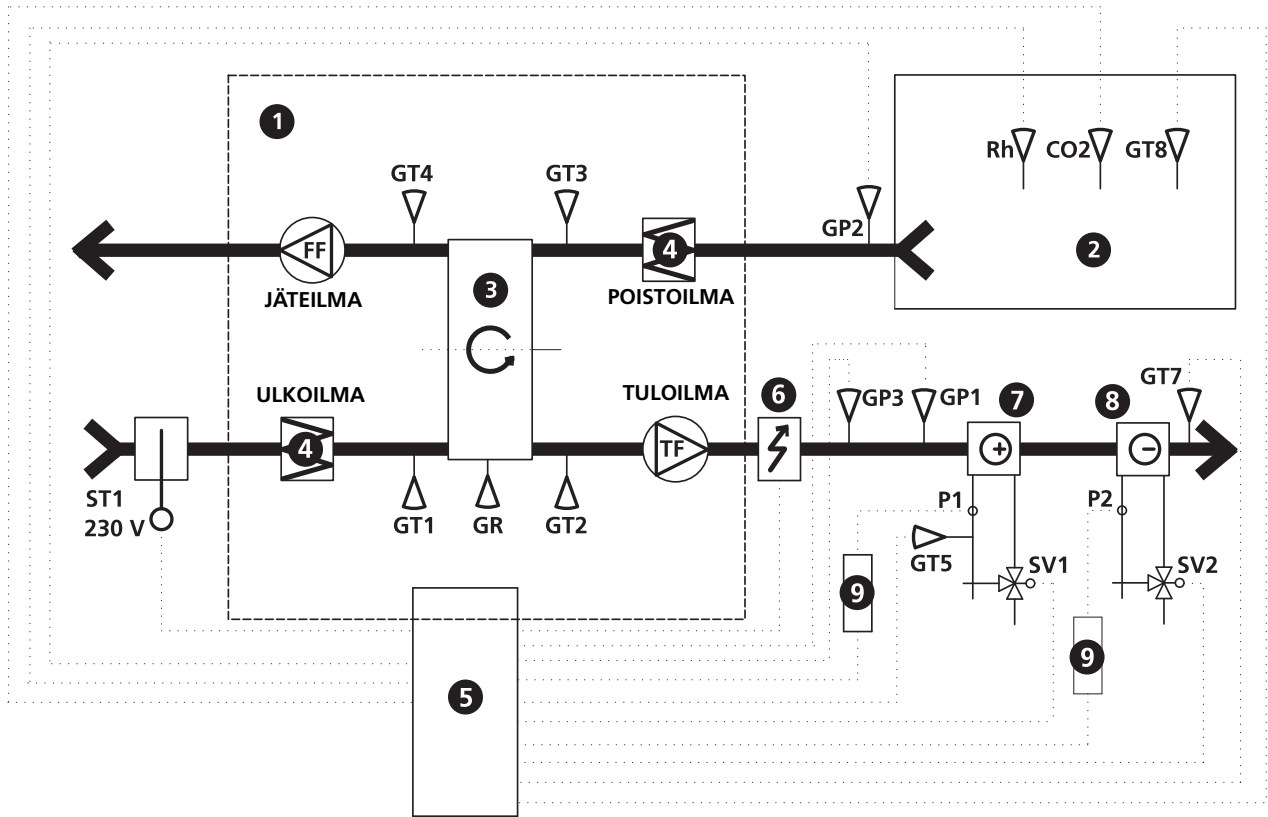 Rh
CO2
GT8
1
GT4
GT3
GP2
2
FF
4
JÄTEILMA
3
POISTOILMA
ULKOILMA
TULOILMA
6
GP3
GP1
7
8
GT7
4
TF
+
−
ST1
230 V
GT1
GR
GT2
P1
P2
GT5
SV1
SV2
9
9
5